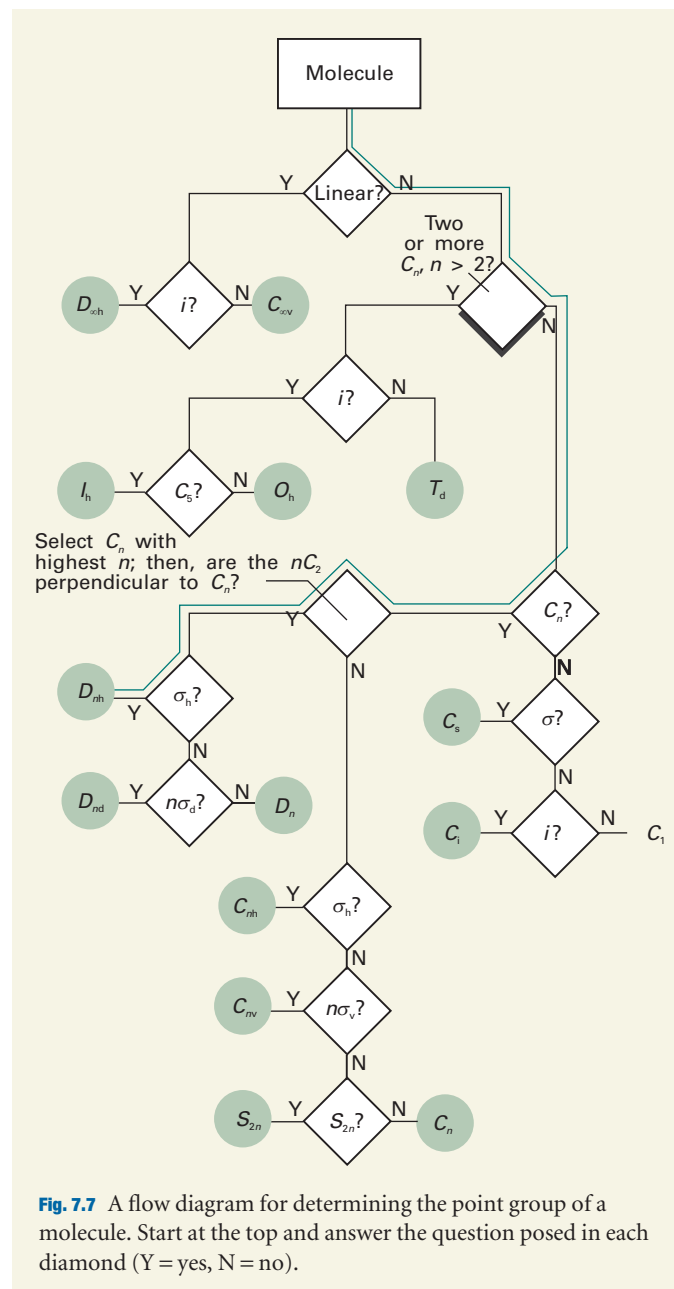 Molecule
Y Linear? N
Two
or more
Cₙ, n > 2?
D∞h Y i? N C∞v
Y N
Y i? N
Iₕ Y C₅? N Oₕ
T_d
Select Cₙ with
highest n; then, are the nC₂
perpendicular to Cₙ?
Y Y Cₙ?
N N
Dₙₕ Y σₕ?
Cₛ Y σ?
N N
D_nd Y nσ_d? N Dₙ
Cᵢ Y i? N C₁
Cₙₕ Y σₕ?
N
Cₙᵥ Y nσᵥ?
N
S₂ₙ Y S₂ₙ? N Cₙ
Fig. 7.7 A flow diagram for determining the point group of a
molecule. Start at the top and answer the question posed in each
diamond (Y = yes, N = no).